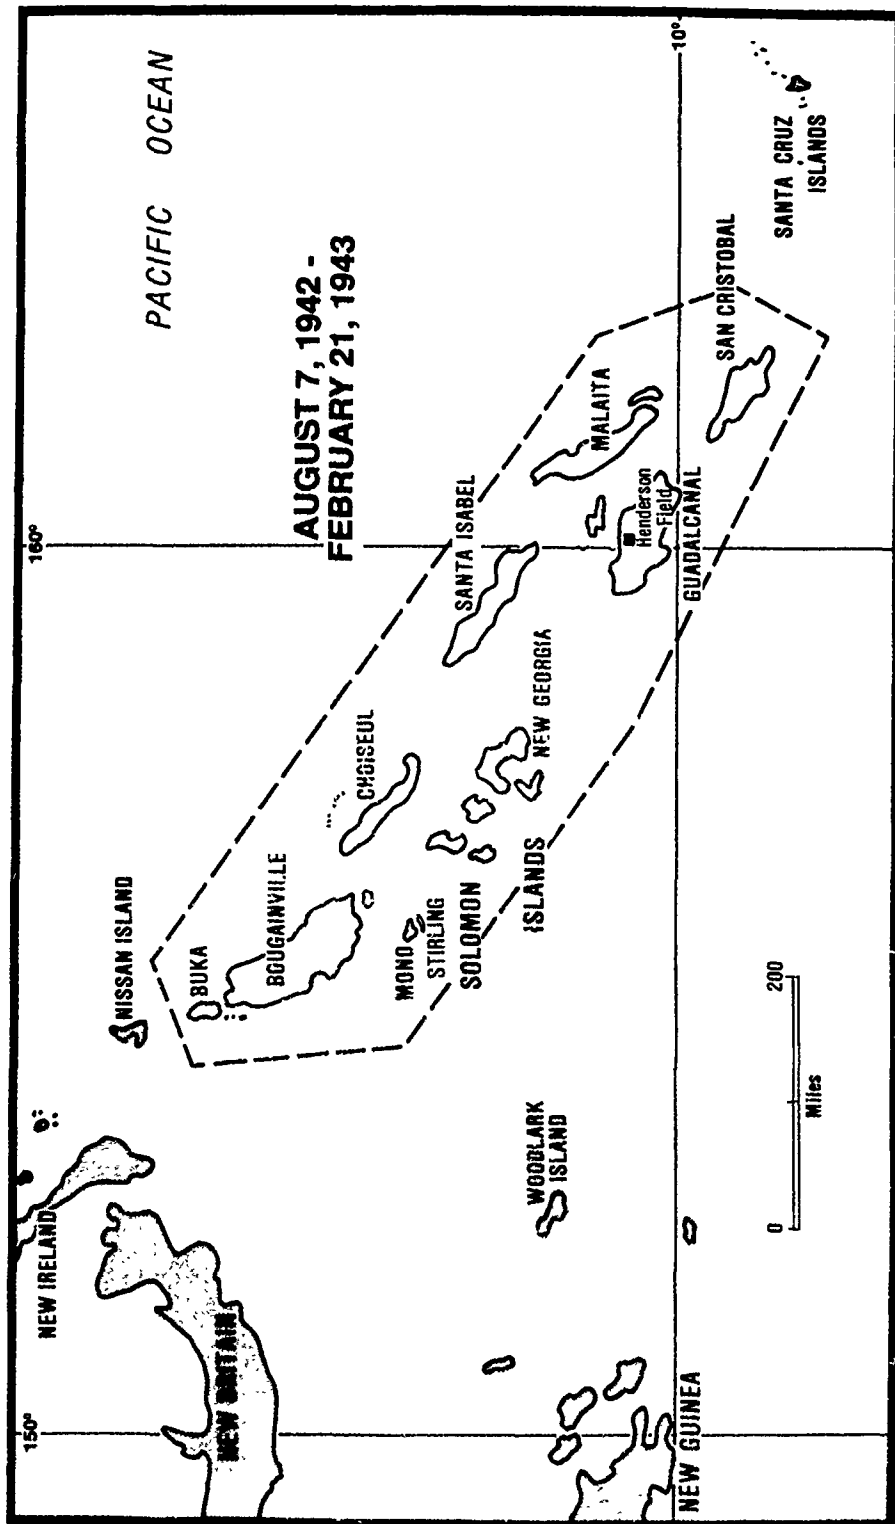 150°
160°
PACIFIC OCEAN
NEW IRELAND
NISSAN ISLAND
AUGUST 7, 1942 -
FEBRUARY 21, 1943
BUKA
NEW BRITAIN
BOUGAINVILLE
CHOISEUL
SANTA ISABEL
MONO
STIRLING
MALAITA
SOLOMON
ISLANDS
NEW GEORGIA
WOODLARK
ISLAND
Henderson
Field
10°
NEW GUINEA
GUADALCANAL
SAN CRISTOBAL
0
200
Miles
SANTA CRUZ
ISLANDS